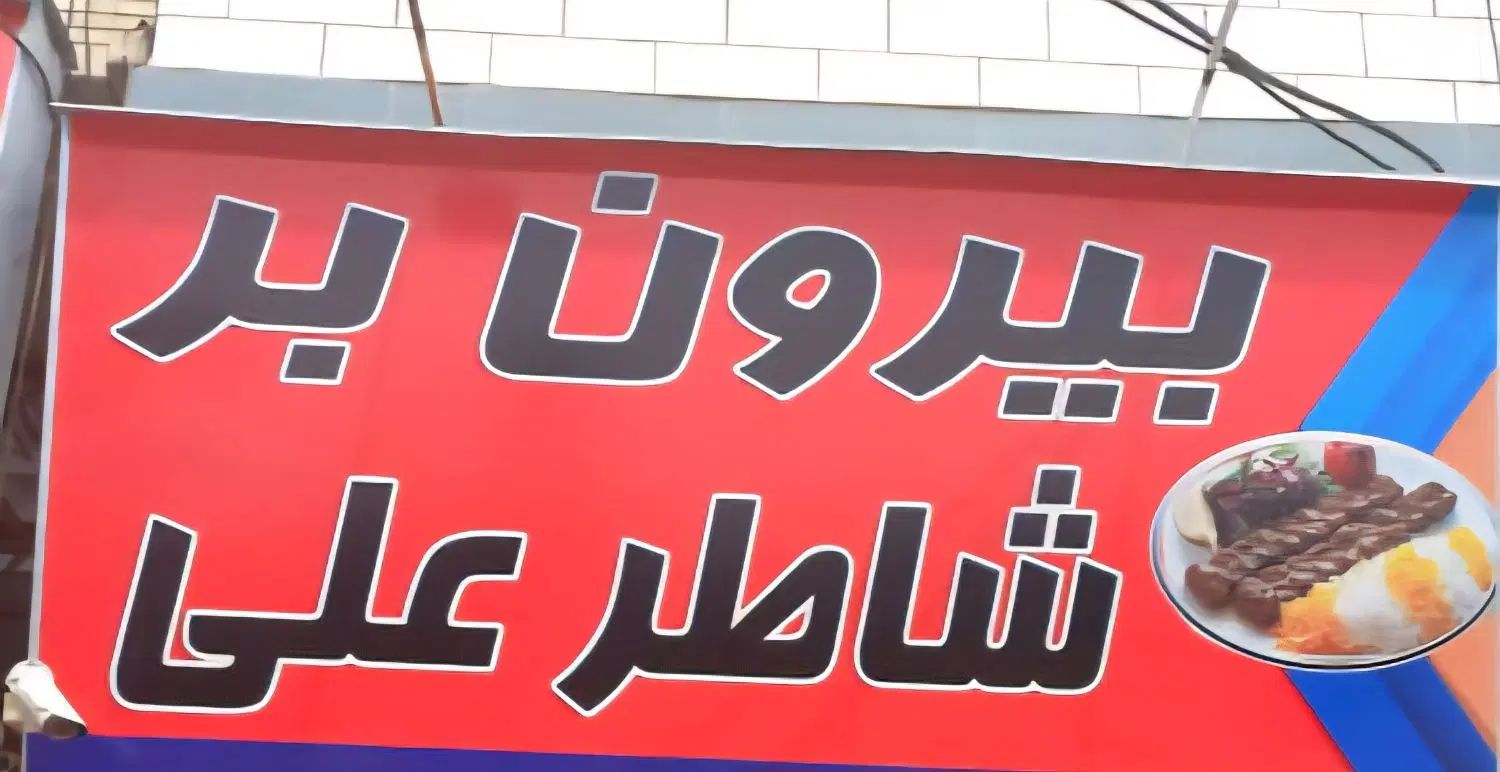 بیرون بر
شاطر علی